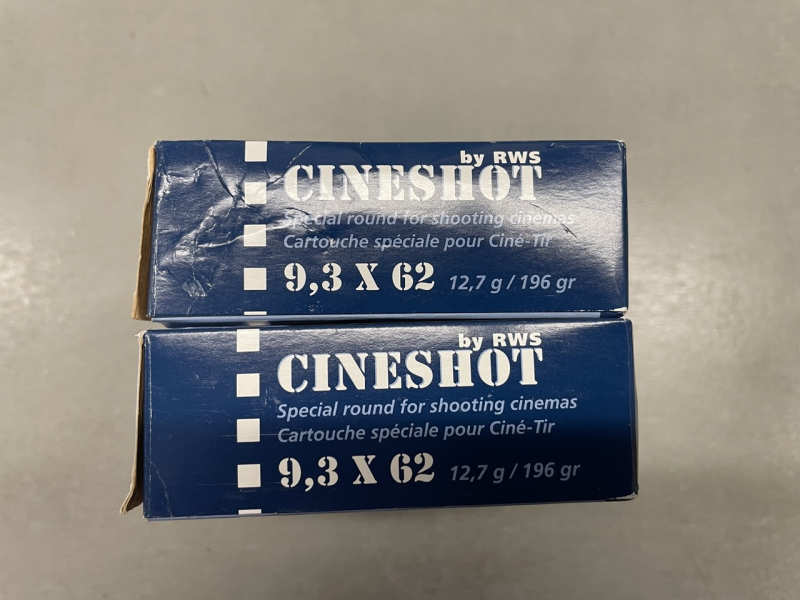 by RWS
CINESHOT
Special round for shooting cinemas
Cartouche spéciale pour Ciné-Tir
9,3 X 62 12,7 g / 196 gr
by RWS
CINESHOT
Special round for shooting cinemas
Cartouche spéciale pour Ciné-Tir
9,3 X 62 12,7 g / 196 gr